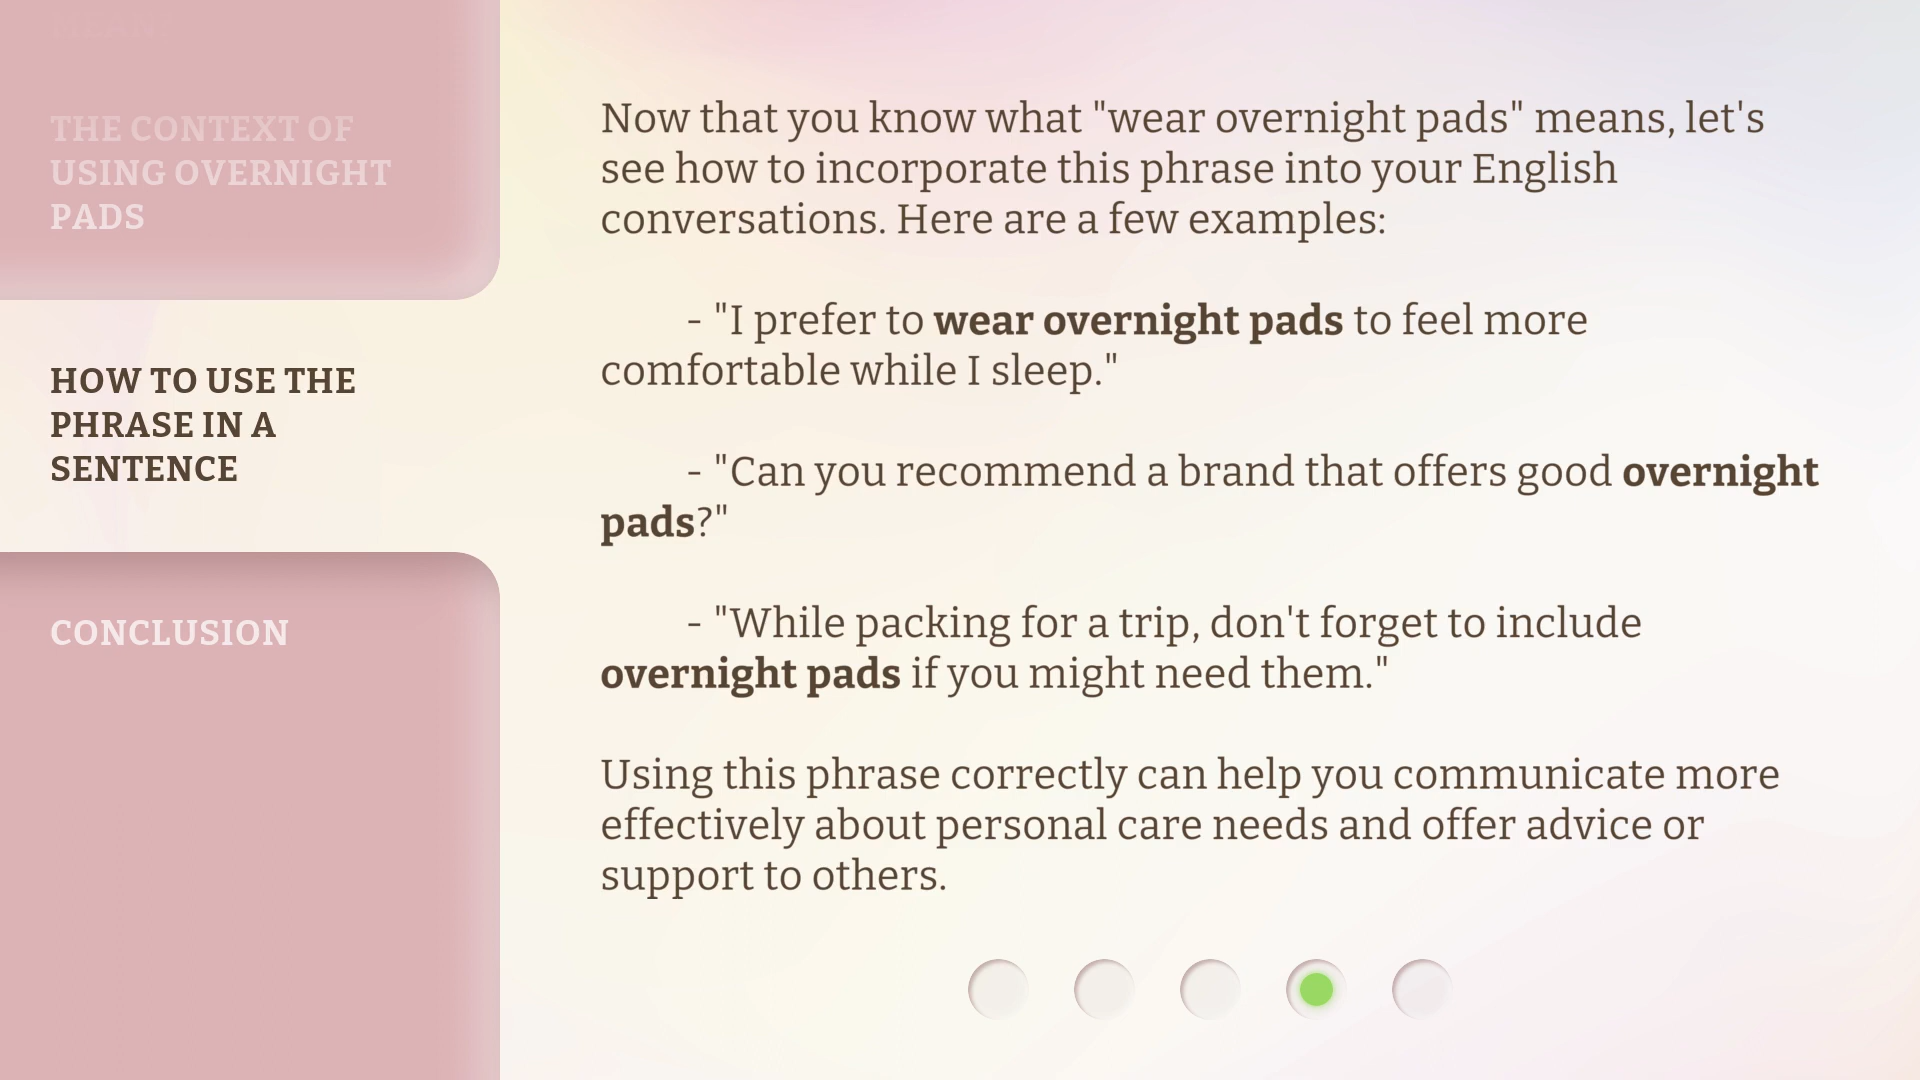 THE CONTEXT OF
USING OVERNIGHT
PADS
HOW TO USE THE
PHRASE IN A
SENTENCE
CONCLUSION
Now that you know what "wear overnight pads" means, let's
see how to incorporate this phrase into your English
conversations. Here are a few examples:
- "I prefer to wear overnight pads to feel more
comfortable while I sleep."
- "Can you recommend a brand that offers good overnight
pads?"
- "While packing for a trip, don't forget to include
overnight pads if you might need them."
Using this phrase correctly can help you communicate more
effectively about personal care needs and offer advice or
support to others.